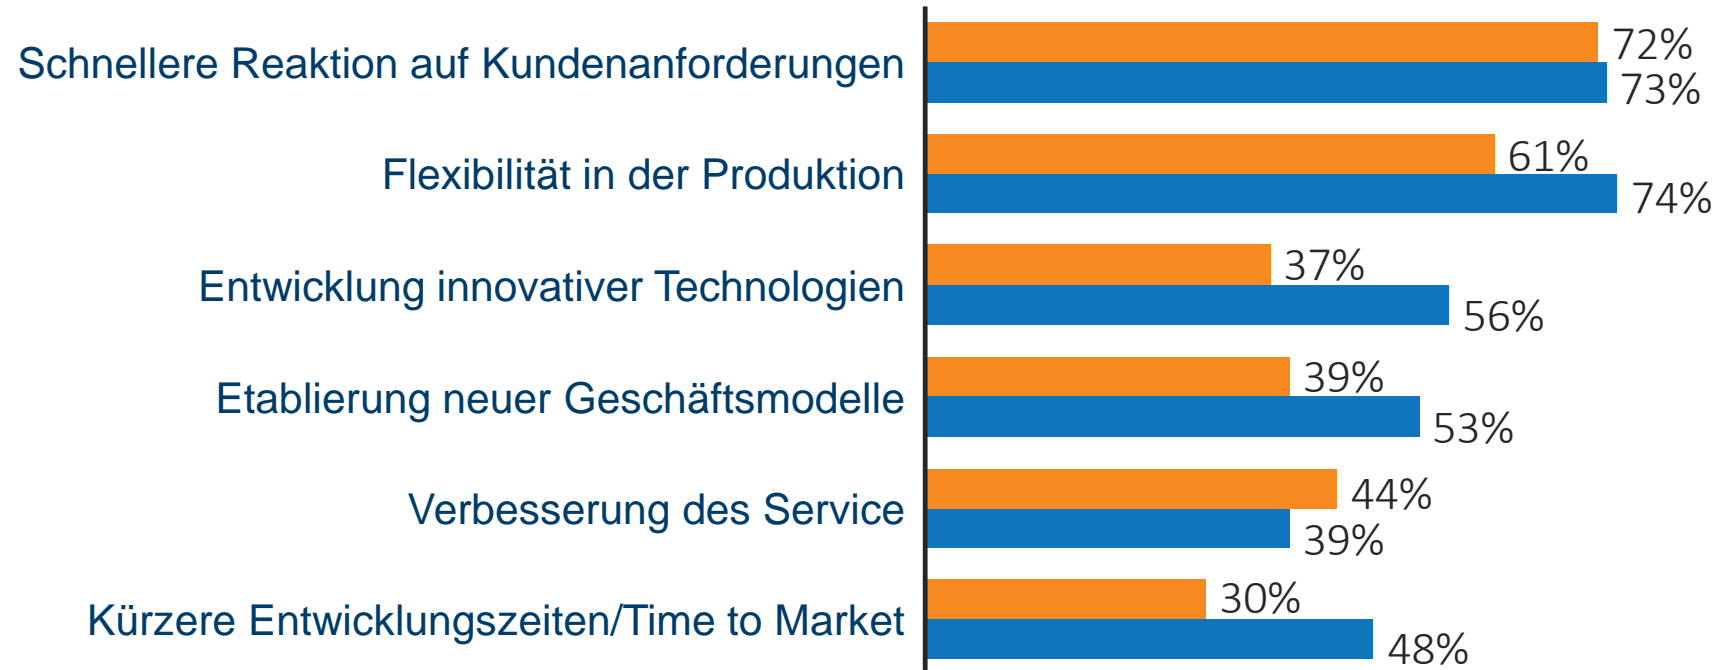 Schnellere Reaktion auf Kundenanforderungen
72%
73%
Flexibilität in der Produktion
61%
74%
Entwicklung innovativer Technologien
37%
56%
Etablierung neuer Geschäftsmodelle
39%
53%
Verbesserung des Service
44%
39%
Kürzere Entwicklungszeiten/Time to Market
30%
48%